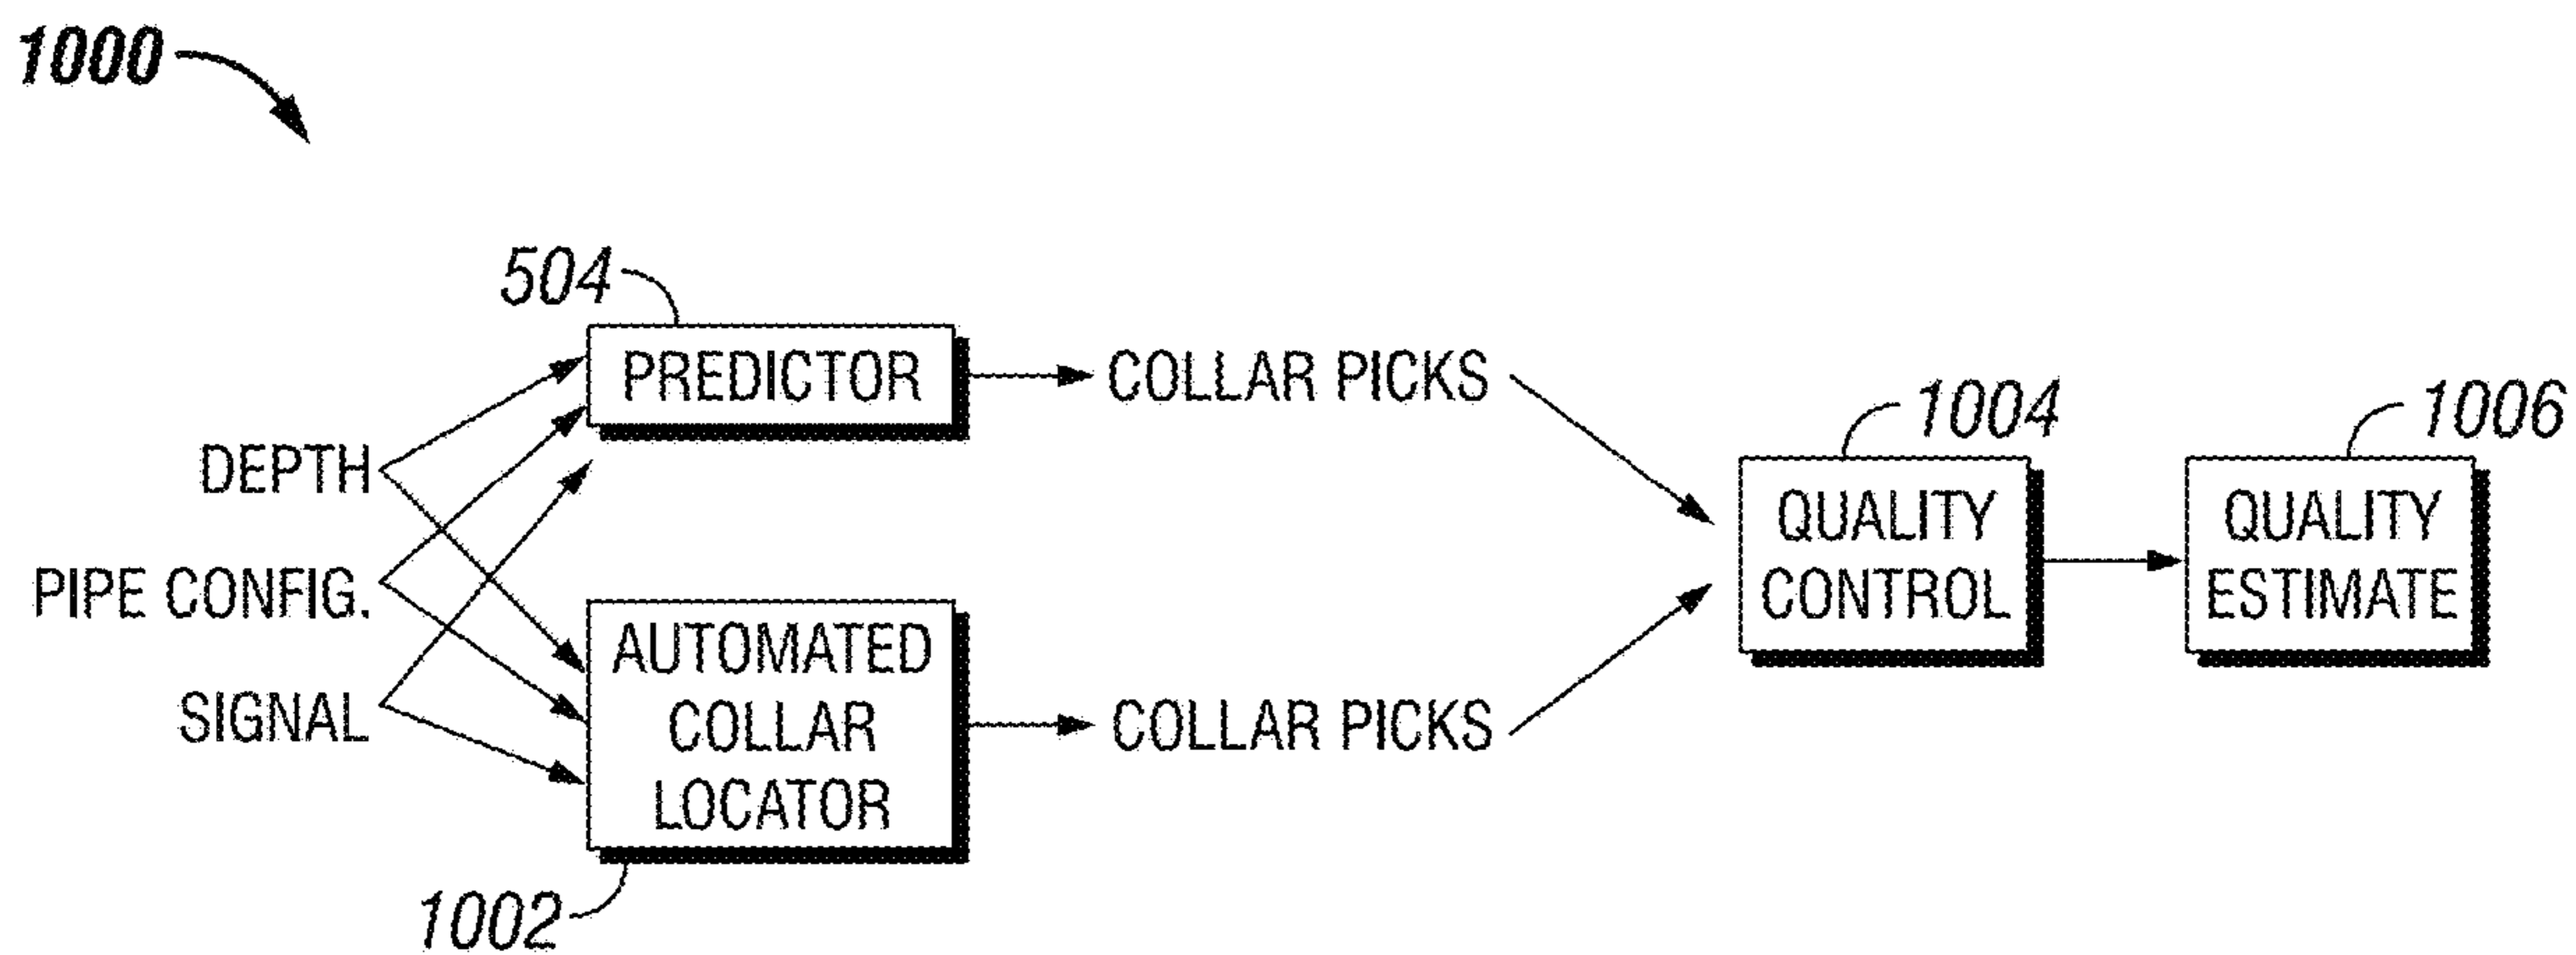 1000
504
PREDICTOR
COLLAR PICKS
1004
1006
DEPTH
QUALITY
CONTROL
QUALITY
ESTIMATE
PIPE CONFIG.
AUTOMATED
COLLAR
LOCATOR
SIGNAL
COLLAR PICKS
1002